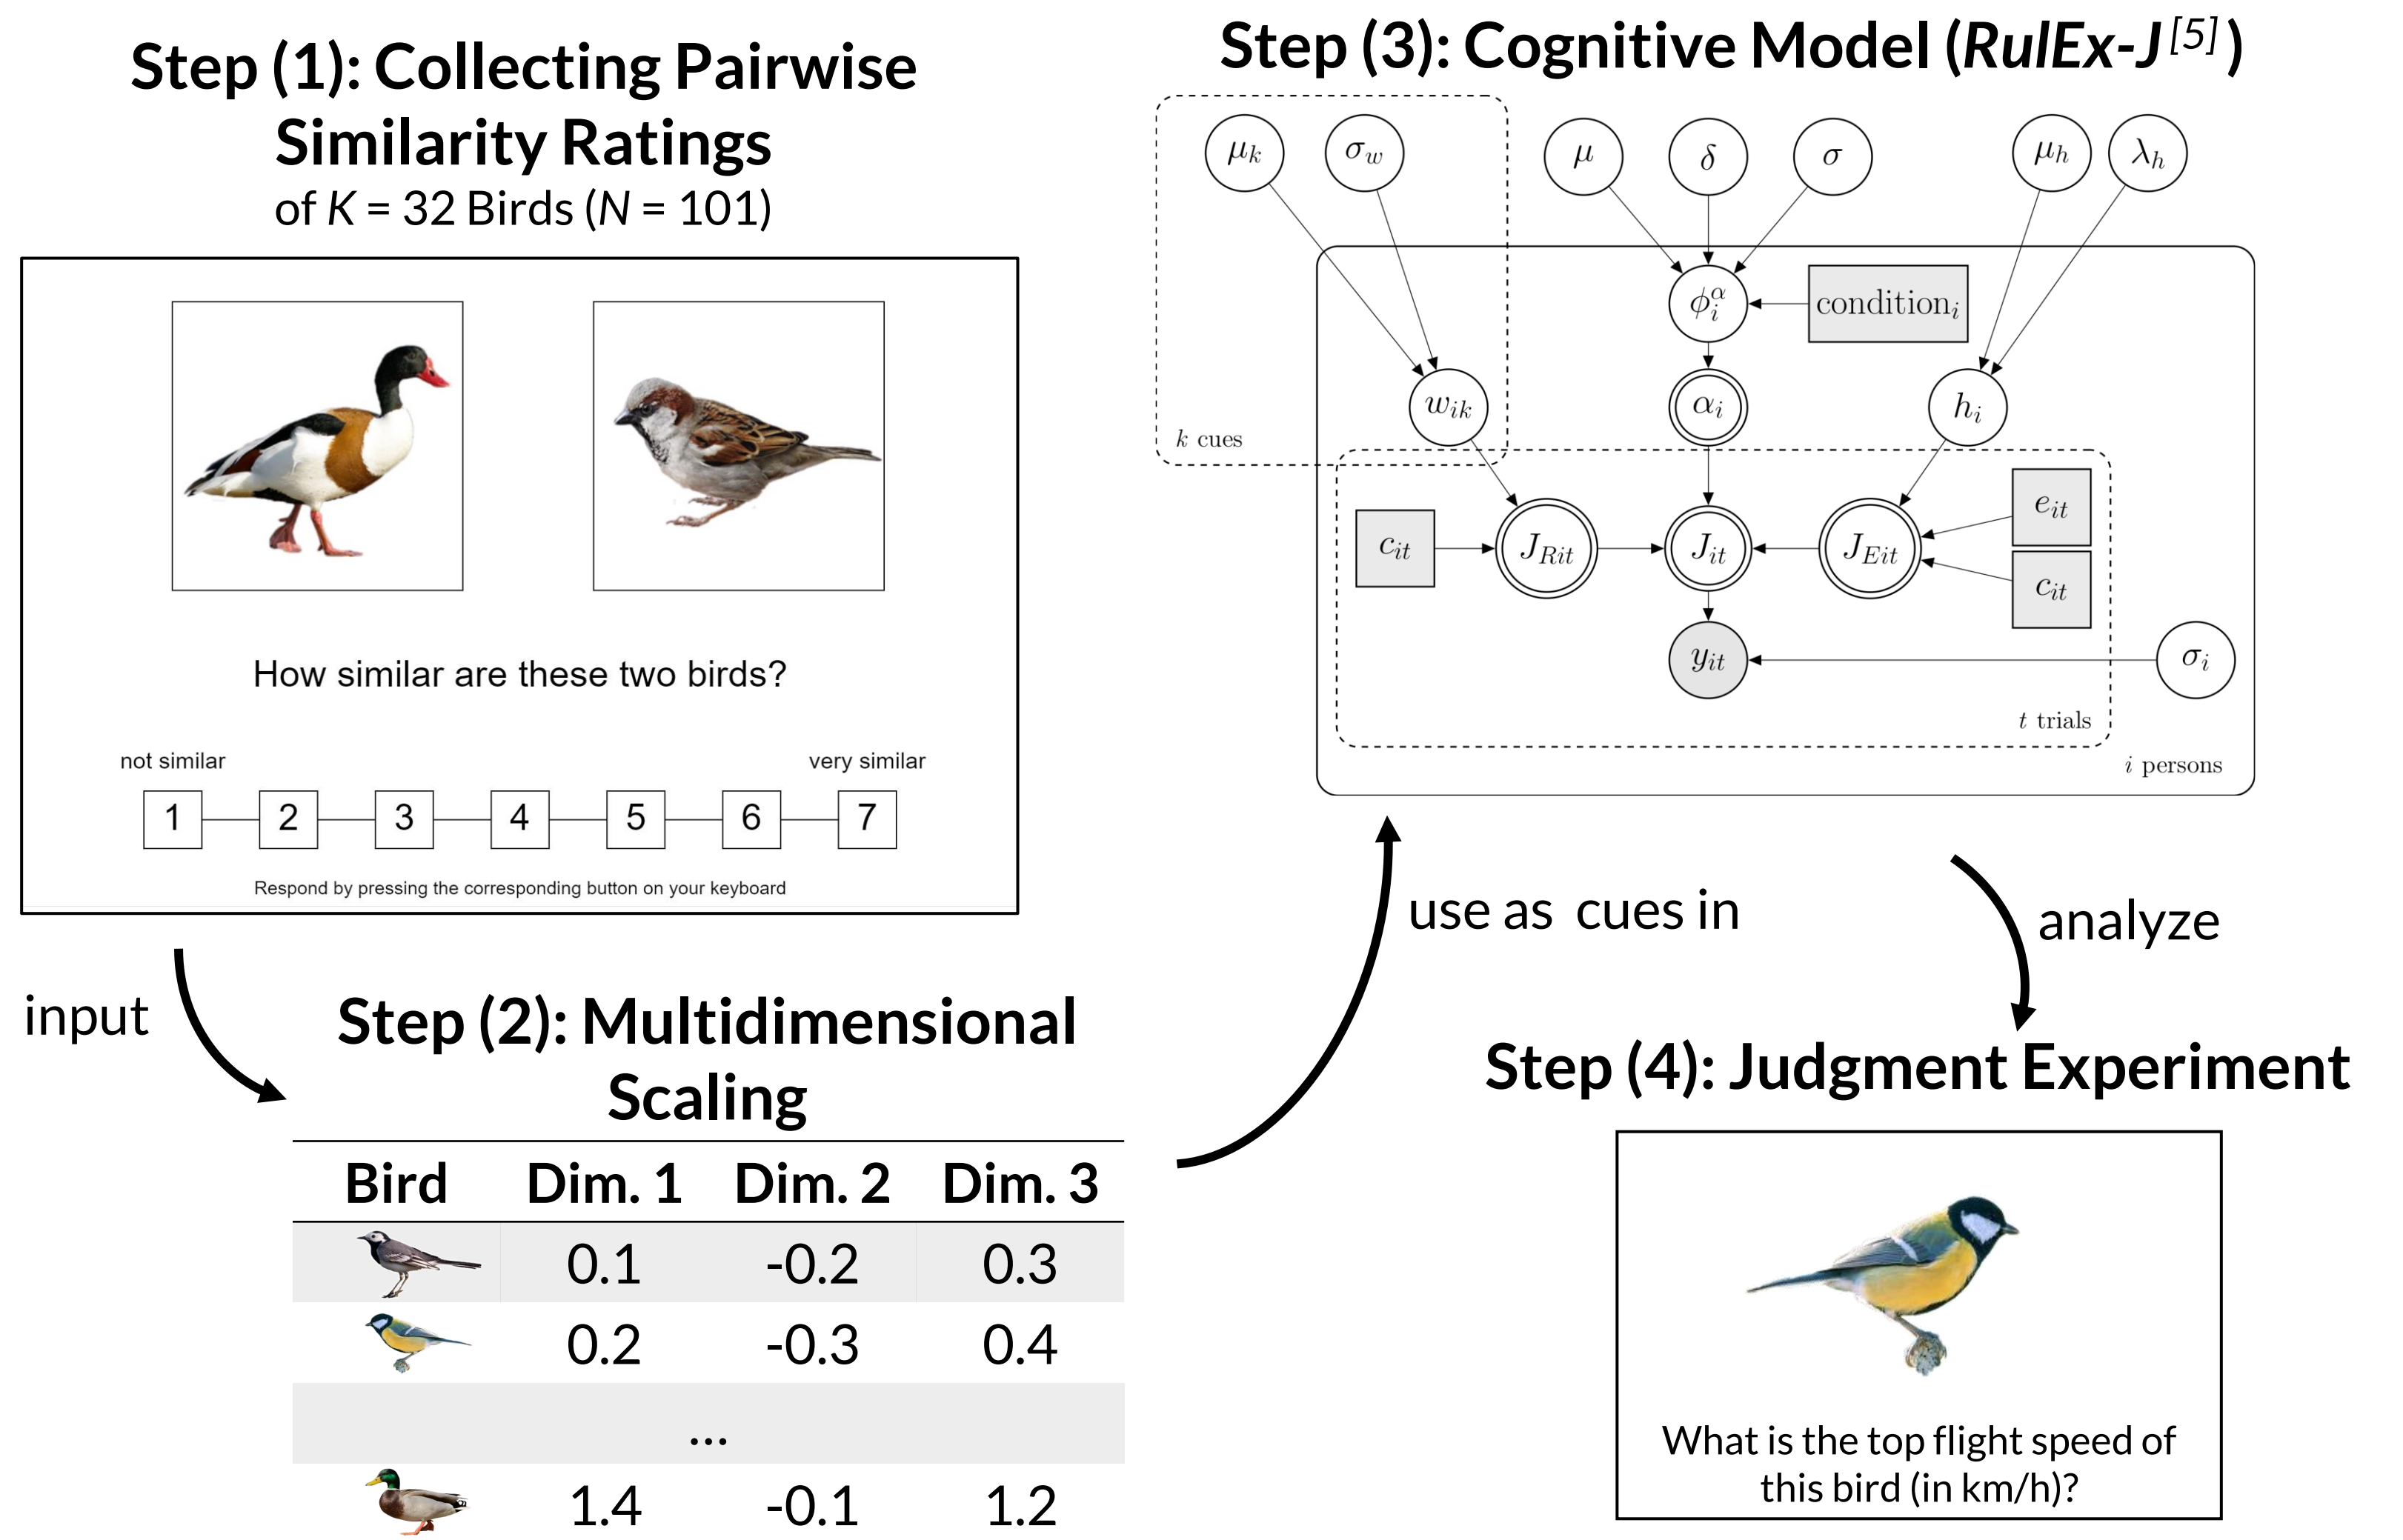 Step (1): Collecting Pairwise
Similarity Ratings
of K = 32 Birds (N = 101)
How similar are these two birds?
not similar
very similar
1 2 3 4 5 6 7
Respond by pressing the corresponding button on your keyboard
input
Step (2): Multidimensional
Scaling
Bird Dim. 1 Dim. 2 Dim. 3
0.1 -0.2 0.3
0.2 -0.3 0.4
...
1.4 -0.1 1.2
use as cues in
Step (3): Cognitive Model (RulEx-J[5])
μk σw μ δ σ μh λh
ϕiα conditioni
wik αi hi
k cues
cit JRit Jit JEit eit
cit
yit σi
t trials
i persons
analyze
Step (4): Judgment Experiment
What is the top flight speed of
this bird (in km/h)?